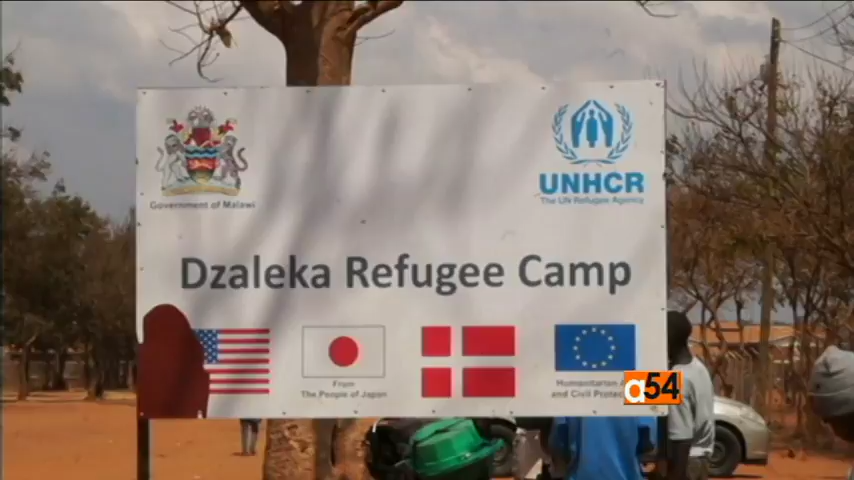 Government of Malawi
UNHCR
The UN Refugee Agency
Dzaleka Refugee Camp
From
The People of Japan
Humanitarian
and Civil
a54